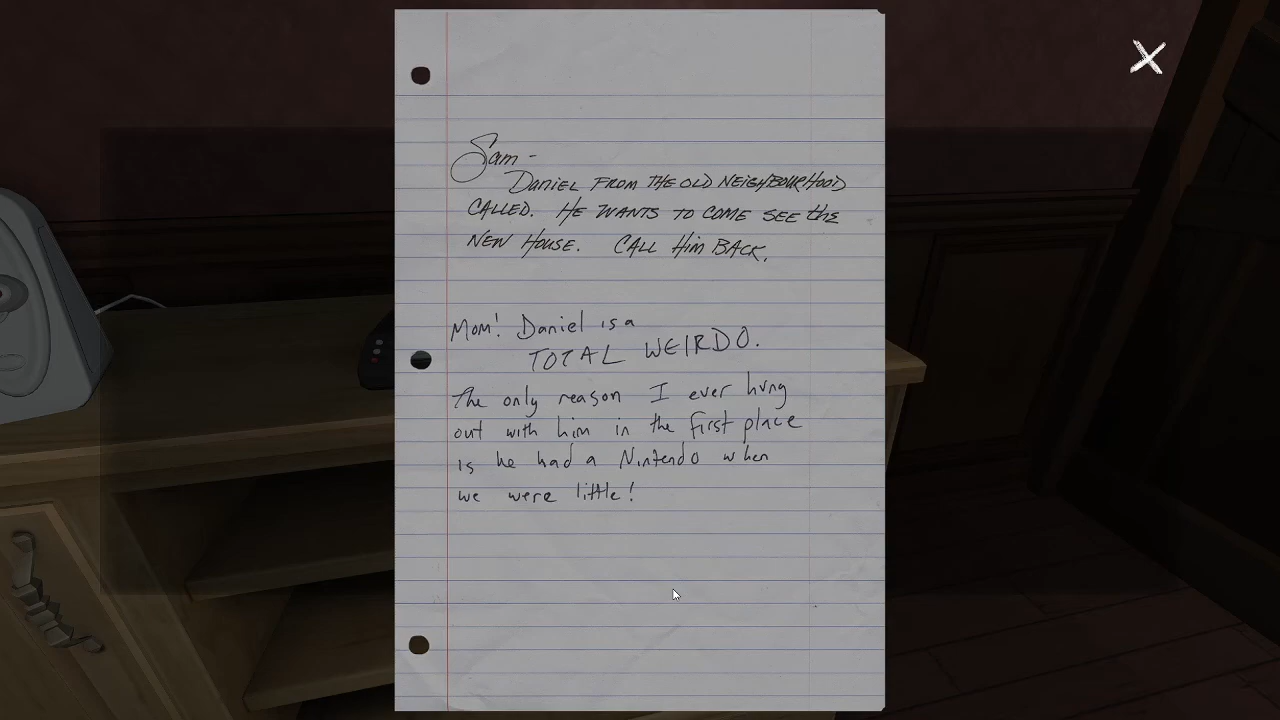 Sam -
DANIEL FROM THE OLD NEIGHBOURHOOD
CALLED. HE WANTS TO COME SEE the
NEW HOUSE. CALL HIM BACK.
Mom! Daniel is a
TOTAL WEIRDO.
The only reason I ever hung
out with him in the first place
is he had a Nintendo when
we were little!